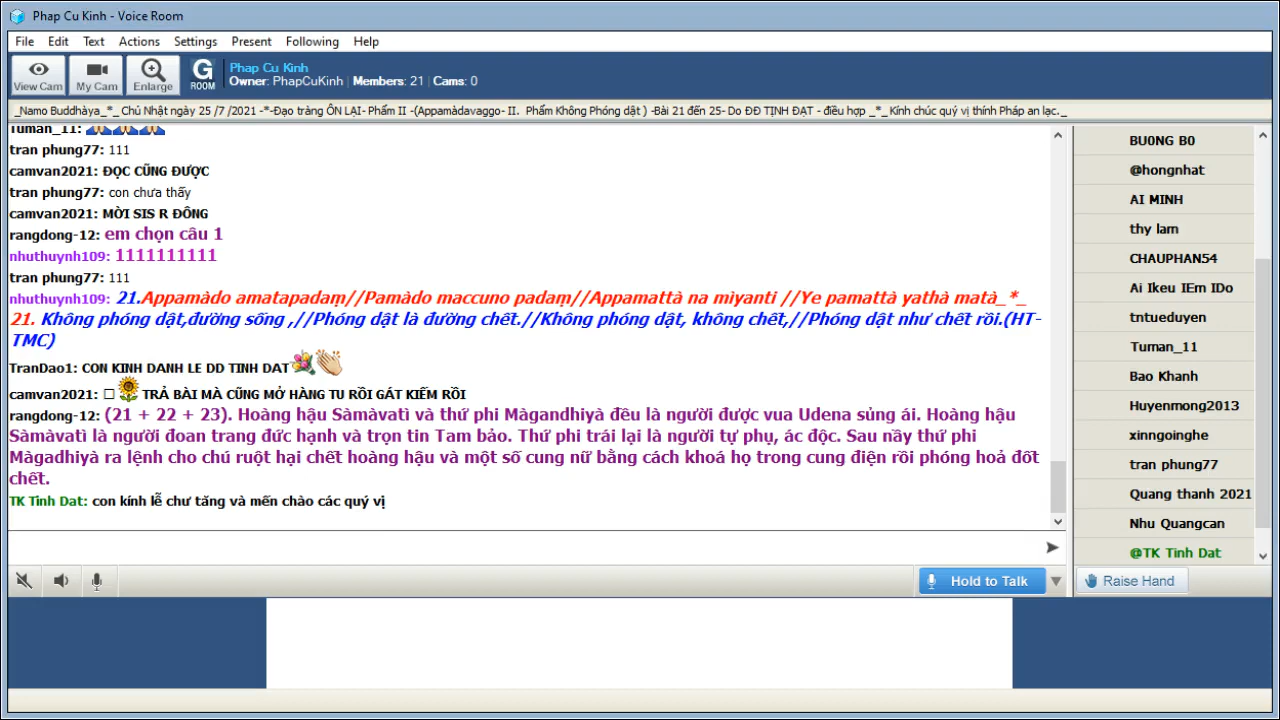 Phap Cu Kinh - Voice Room
File Edit Text Actions Settings Present Following Help
View Cam My Cam Enlarge G ROOM
Phap Cu Kinh
Owner: PhapCuKinh | Members: 21 | Cams: 0
_Namo Buddhàya_*_ Chủ Nhật ngày 25 /7 /2021 -*-Đạo tràng ÔN LẠI- Phẩm II -(Appamàdavaggo- II. Phẩm Không Phóng dật ) -Bài 21 đến 25- Do ĐĐ TỊNH ĐẠT - điều hợp _*_ Kính chúc quý vị thính Pháp an lạc._
Tuman_11:
tran phung77: 111
camvan2021: ĐỌC CŨNG ĐƯỢC
tran phung77: con chưa thấy
camvan2021: MỜI SIS R ĐÔNG
rangdong-12: em chọn câu 1
nhuthuynh109: 1111111111
tran phung77: 111
nhuthuynh109: 21.Appamàdo amatapadaṃ//Pamàdo maccuno padaṃ//Appamattà na mìyanti //Ye pamattà yathà matà_*_
21. Không phóng dật,đường sống ,//Phóng dật là đường chết.//Không phóng dật, không chết,//Phóng dật như chết rồi.(HT-
TMC)
TranDao1: CON KINH DANH LE DD TINH DAT
camvan2021: □ TRẢ BÀI MÀ CŨNG MỞ HÀNG TU RỒI GÁT KIẾM RỒI
rangdong-12: (21 + 22 + 23). Hoàng hậu Sàmàvatì và thứ phi Màgandhiyà đều là người được vua Udena sủng ái. Hoàng hậu
Sàmàvatì là người đoan trang đức hạnh và trọn tin Tam bảo. Thứ phi trái lại là người tự phụ, ác độc. Sau nầy thứ phi
Màgadhiyà ra lệnh cho chú ruột hại chết hoàng hậu và một số cung nữ bằng cách khoá họ trong cung điện rồi phóng hoả đốt
chết.
TK Tinh Dat: con kính lễ chư tăng và mến chào các quý vị
BU0NG B0
@hongnhat
AI MINH
thy lam
CHAUPHAN54
Ai Ikeu IEm IDo
tntueduyen
Tuman_11
Bao Khanh
Huyenmong2013
xinngoinghe
tran phung77
Quang thanh 2021
Nhu Quangcan
@TK Tinh Dat
Hold to Talk
Raise Hand